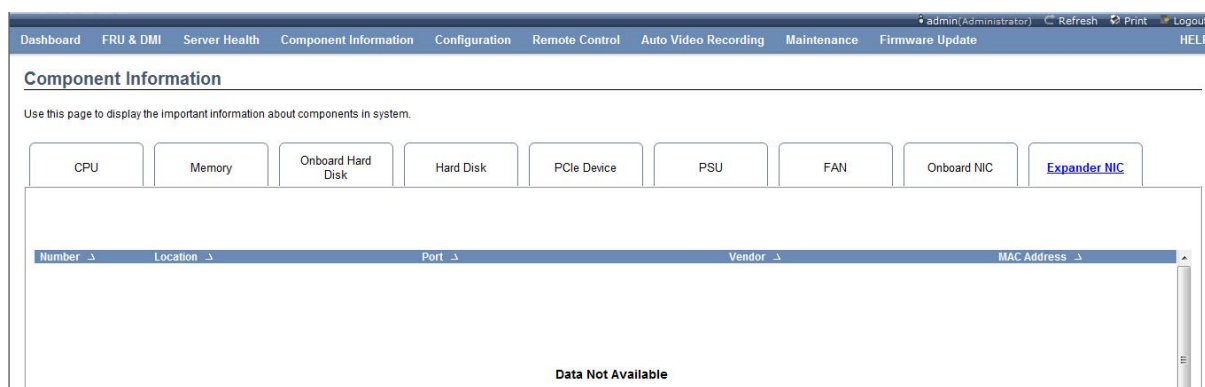 admin(Administrator) Refresh Print Logou
Dashboard FRU & DMI Server Health Component Information Configuration Remote Control Auto Video Recording Maintenance Firmware Update HEL
Component Information
Use this page to display the important information about components in system.
CPU Memory Onboard Hard Disk Hard Disk PCIe Device PSU FAN Onboard NIC Expander NIC
Number Location Port Vendor MAC Address
Data Not Available